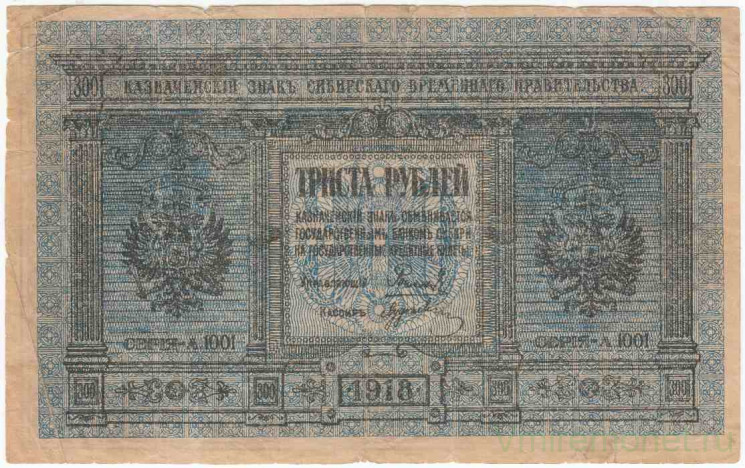 300 КАЗНАЧЕНСКІЙ ЗНАКЪ СИБИРСКАГО ВРЕМЕННАГО ПРАВИТЕЛЬСТВА 300
ТРИСТА РУБЛЕЙ
КАЗНАЧЕЙСКІЙ ЗНАКЪ ОБМѢНИВАЕТСЯ
ГОСУДАРСТВЕННЫМЪ БАНКОМЪ СИБИРИ
НА ГОСУДАРСТВЕННЫЕ КРЕДИТНЫЕ БИЛЕТЫ
Управляющій
Кассиръ
СЕРІЯ-А. 1001 СЕРІЯ-А. 1001
300 300 1918 300 300